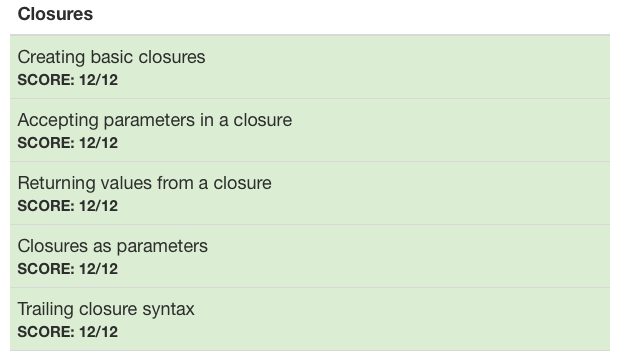 Closures
Creating basic closures
SCORE: 12/12
Accepting parameters in a closure
SCORE: 12/12
Returning values from a closure
SCORE: 12/12
Closures as parameters
SCORE: 12/12
Trailing closure syntax
SCORE: 12/12